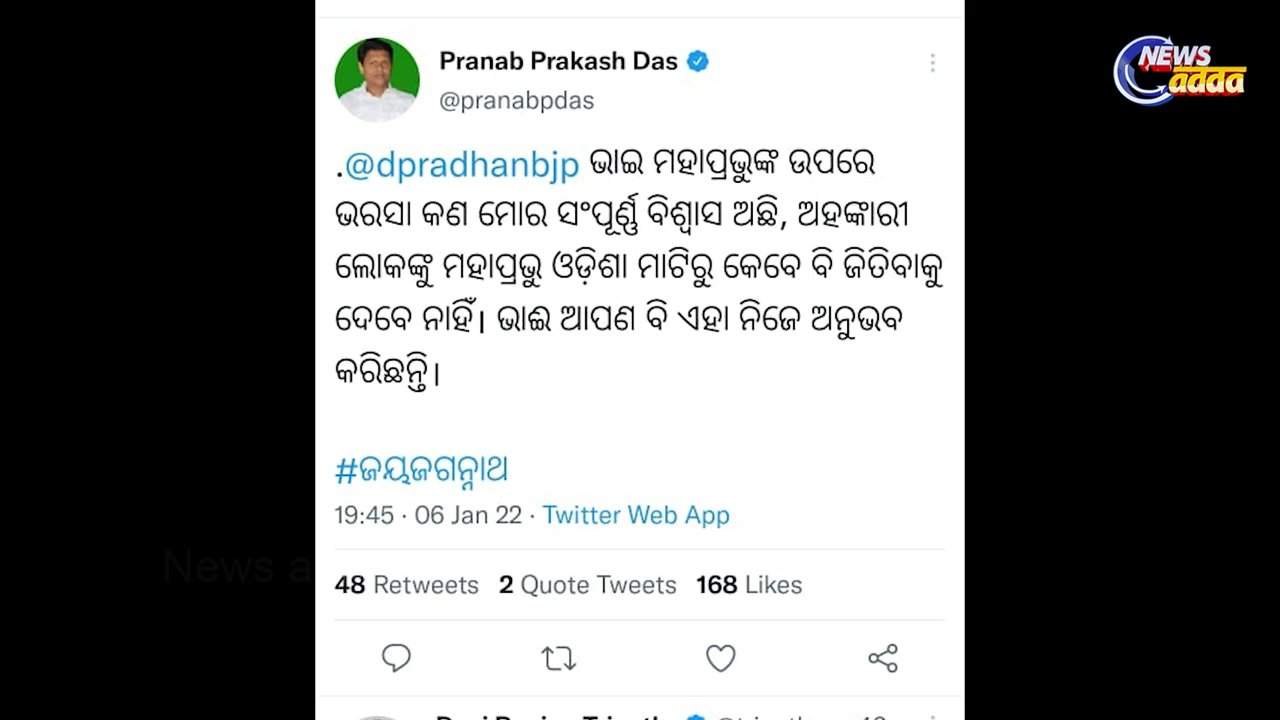 Pranab Prakash Das
@pranabpdas
NEWS
adda
.@dpradhanbjp ଭାଇ ମହାପ୍ରଭୁଙ୍କ ଉପରେ
ଭରସା କଣ ମୋର ସଂପୂର୍ଣ୍ଣ ବିଶ୍ୱାସ ଅଛି, ଅହଙ୍କାରୀ
ଲୋକଙ୍କୁ ମହାପ୍ରଭୁ ଓଡ଼ିଶା ମାଟିରୁ କେବେ ବି ଜିତିବାକୁ
ଦେବେ ନାହିଁ। ଭାଈ ଆପଣ ବି ଏହା ନିଜେ ଅନୁଭବ
କରିଛନ୍ତି।
#ଜୟଜଗନ୍ନାଥ
19:45 · 06 Jan 22 · Twitter Web App
News a
48 Retweets 2 Quote Tweets 168 Likes